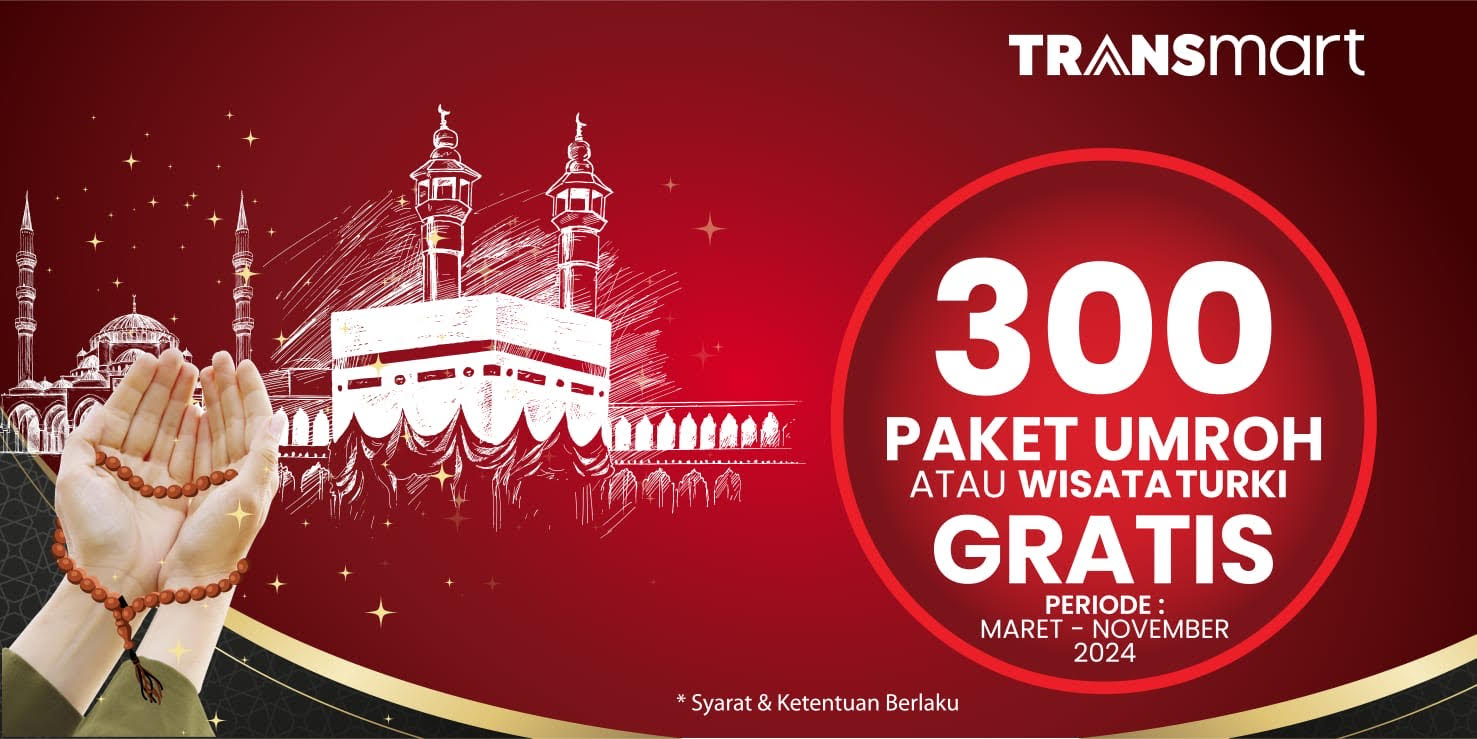 TRANSmart
300
PAKET UMROH
ATAU WISATA TURKI
GRATIS
PERIODE :
MARET - NOVEMBER
2024
* Syarat & Ketentuan Berlaku